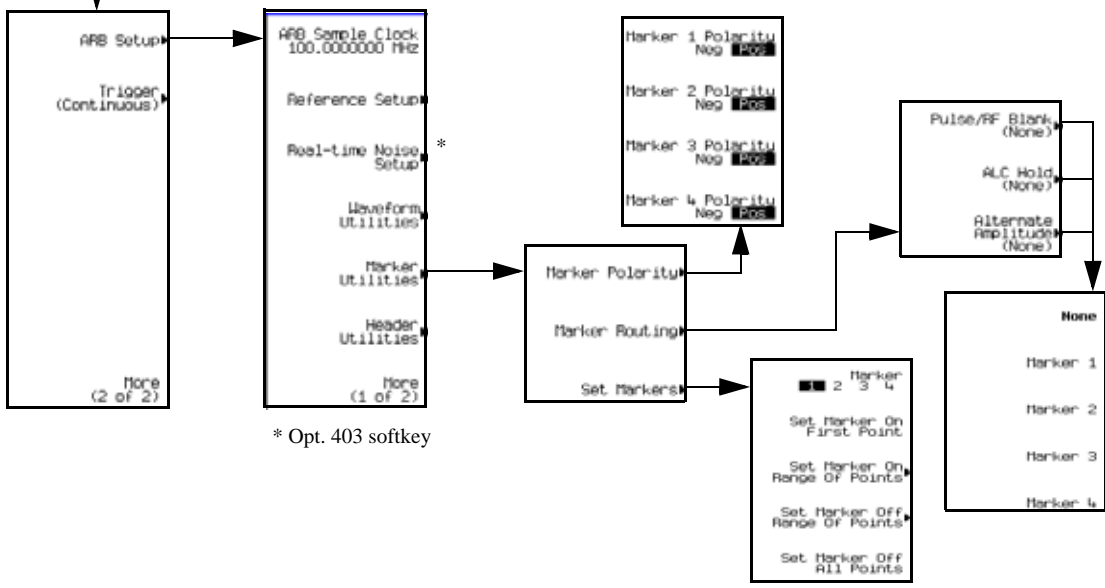 ARB Setup
Trigger
(Continuous)
More
(2 of 2)
ARB Sample Clock
100.0000000 MHz
Reference Setup
Real-time Noise
Setup
*
Waveform
Utilities
Marker
Utilities
Header
Utilities
More
(1 of 2)
* Opt. 403 softkey
Marker 1 Polarity
Neg Pos
Marker 2 Polarity
Neg Pos
Marker 3 Polarity
Neg Pos
Marker 4 Polarity
Neg Pos
Marker Polarity
Marker Routing
Set Markers
Pulse/RF Blank
(None)
ALC Hold
(None)
Alternate
Amplitude
(None)
None
Marker 1
Marker 2
Marker 3
Marker 4
Marker
1 2 3 4
Set Marker On
First Point
Set Marker On
Range Of Points
Set Marker Off
Range Of Points
Set Marker Off
All Points